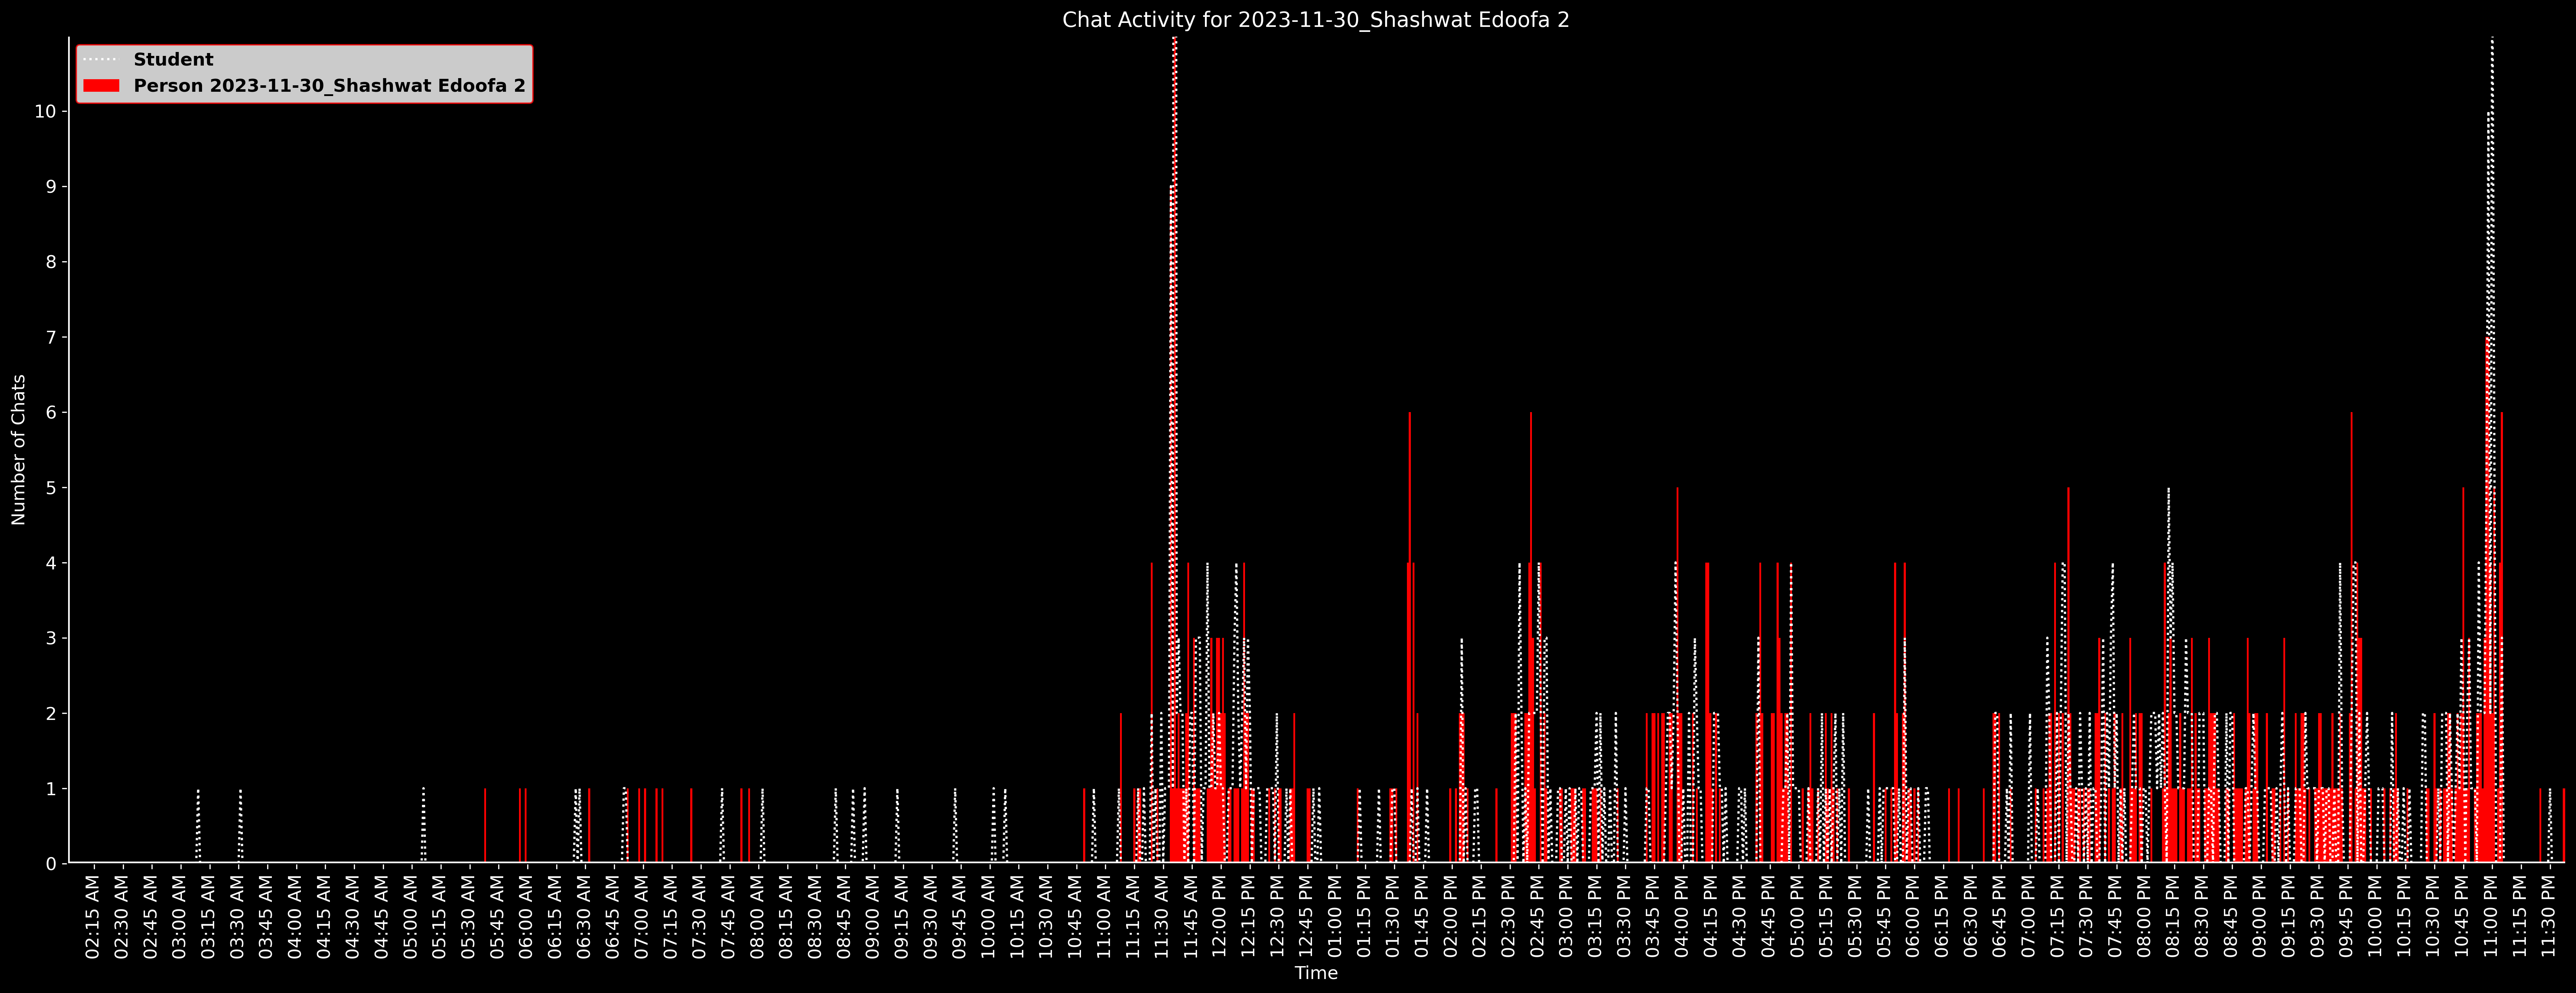 Chat Activity for 2023-11-30_Shashwat Edoofa 2
Student
Person 2023-11-30_Shashwat Edoofa 2
Number of Chats
10
9
8
7
6
5
4
3
2
1
0
02:15 AM
02:30 AM
02:45 AM
03:00 AM
03:15 AM
03:30 AM
03:45 AM
04:00 AM
04:15 AM
04:30 AM
04:45 AM
05:00 AM
05:15 AM
05:30 AM
05:45 AM
06:00 AM
06:15 AM
06:30 AM
06:45 AM
07:00 AM
07:15 AM
07:30 AM
07:45 AM
08:00 AM
08:15 AM
08:30 AM
08:45 AM
09:00 AM
09:15 AM
09:30 AM
09:45 AM
10:00 AM
10:15 AM
10:30 AM
10:45 AM
11:00 AM
11:15 AM
11:30 AM
11:45 AM
12:00 PM
12:15 PM
12:30 PM
12:45 PM
01:00 PM
01:15 PM
01:30 PM
01:45 PM
02:00 PM
02:15 PM
02:30 PM
02:45 PM
03:00 PM
03:15 PM
03:30 PM
03:45 PM
04:00 PM
04:15 PM
04:30 PM
04:45 PM
05:00 PM
05:15 PM
05:30 PM
05:45 PM
06:00 PM
06:15 PM
06:30 PM
06:45 PM
07:00 PM
07:15 PM
07:30 PM
07:45 PM
08:00 PM
08:15 PM
08:30 PM
08:45 PM
09:00 PM
09:15 PM
09:30 PM
09:45 PM
10:00 PM
10:15 PM
10:30 PM
10:45 PM
11:00 PM
11:15 PM
11:30 PM
Time